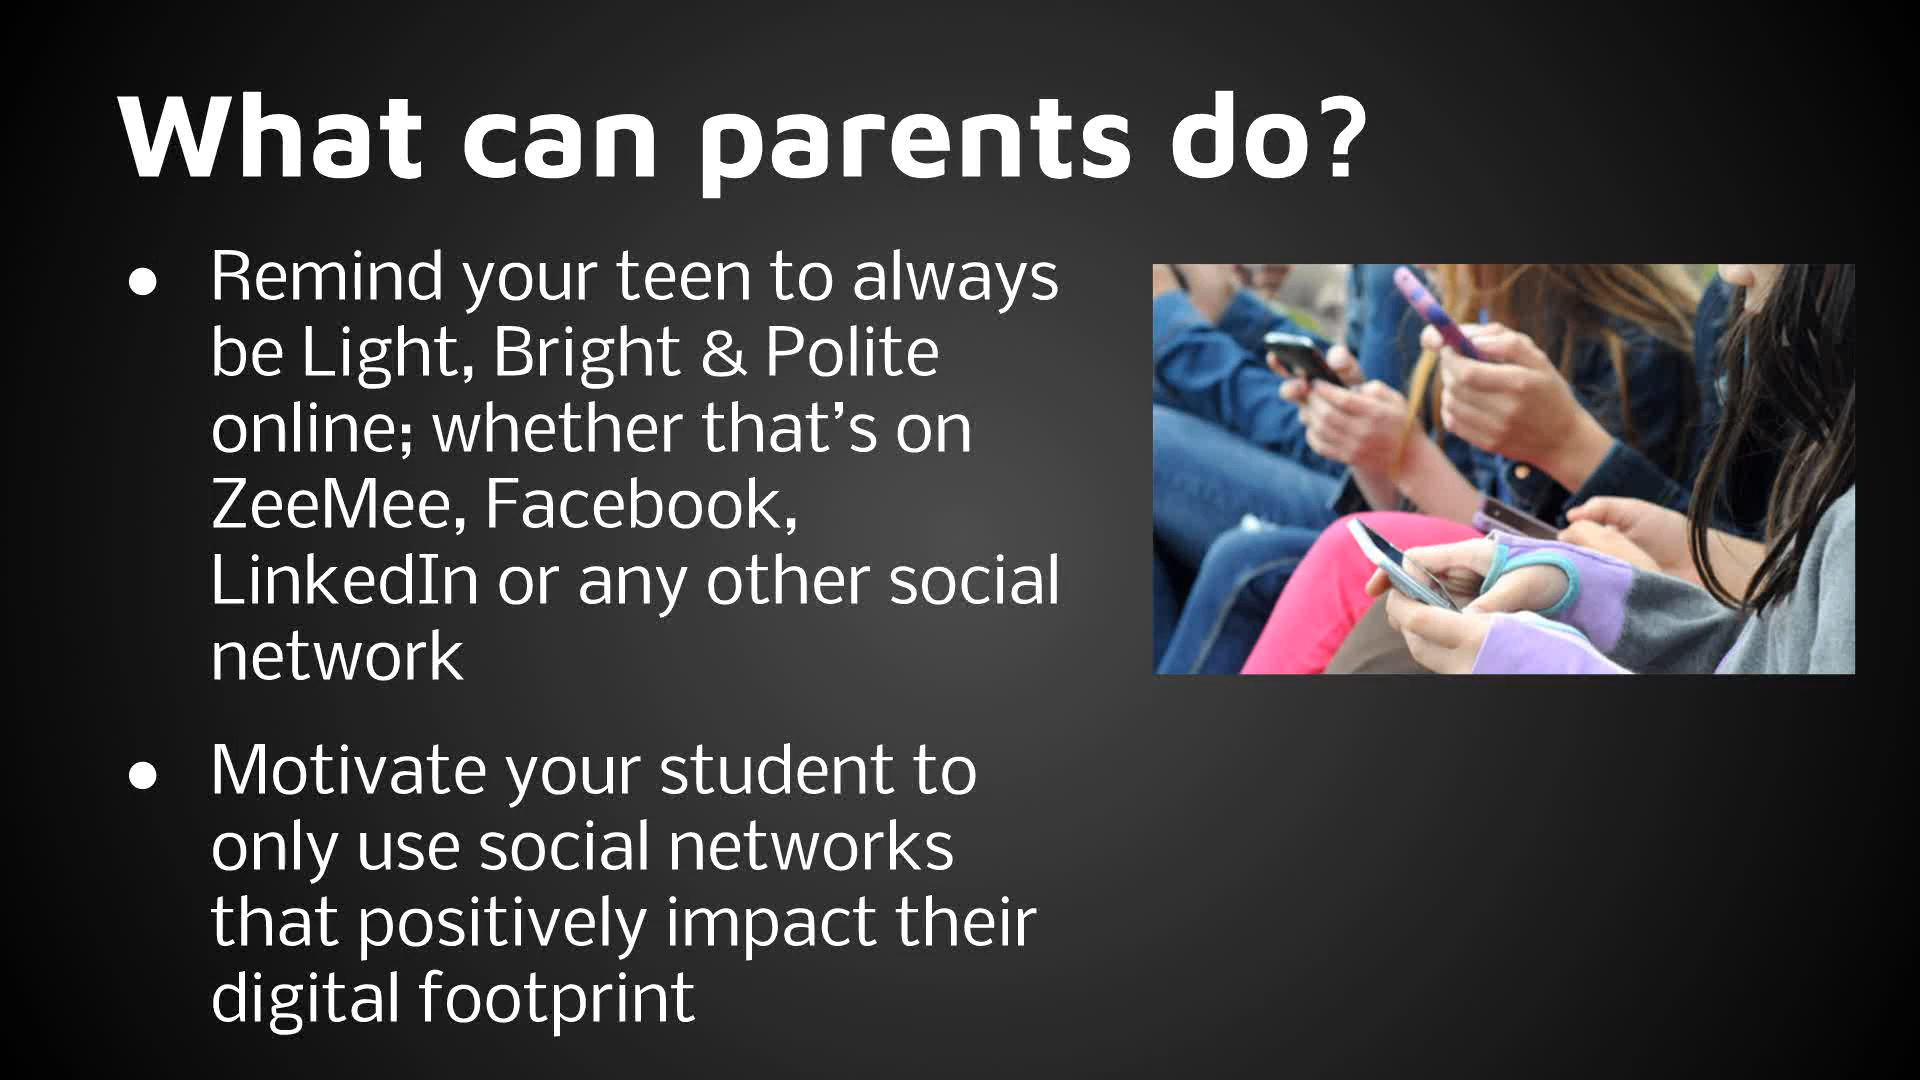 What can parents do?
● Remind your teen to always
be Light, Bright & Polite
online; whether that’s on
ZeeMee, Facebook,
LinkedIn or any other social
network
● Motivate your student to
only use social networks
that positively impact their
digital footprint